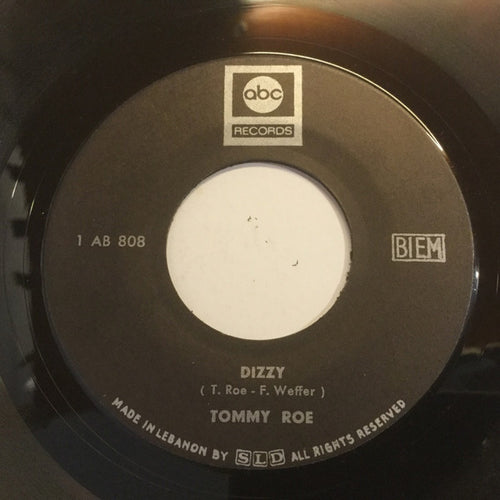 abc
RECORDS
1 AB 808
BIEM
DIZZY
( T. Roe - F. Weffer )
TOMMY ROE
MADE IN LEBANON BY SLD ALL RIGHTS RESERVED